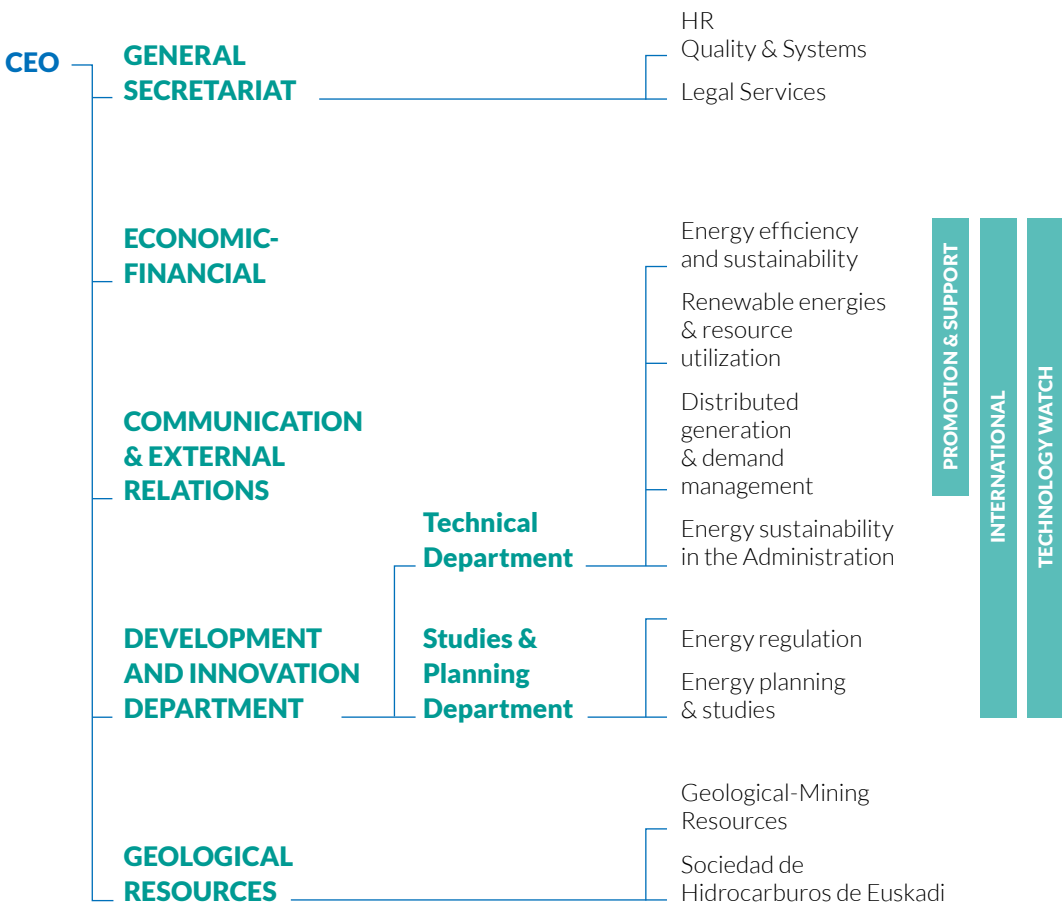 CEO
GENERAL
SECRETARIAT
HR
Quality & Systems
Legal Services
ECONOMIC-
FINANCIAL
COMMUNICATION
& EXTERNAL
RELATIONS
DEVELOPMENT
AND INNOVATION
DEPARTMENT
Technical
Department
Energy efficiency
and sustainability
Renewable energies
& resource
utilization
Distributed
generation
& demand
management
Energy sustainability
in the Administration
Studies &
Planning
Department
Energy regulation
Energy planning
& studies
PROMOTION & SUPPORT
INTERNATIONAL
TECHNOLOGY WATCH
GEOLOGICAL
RESOURCES
Geological-Mining
Resources
Sociedad de
Hidrocarburos de Euskadi